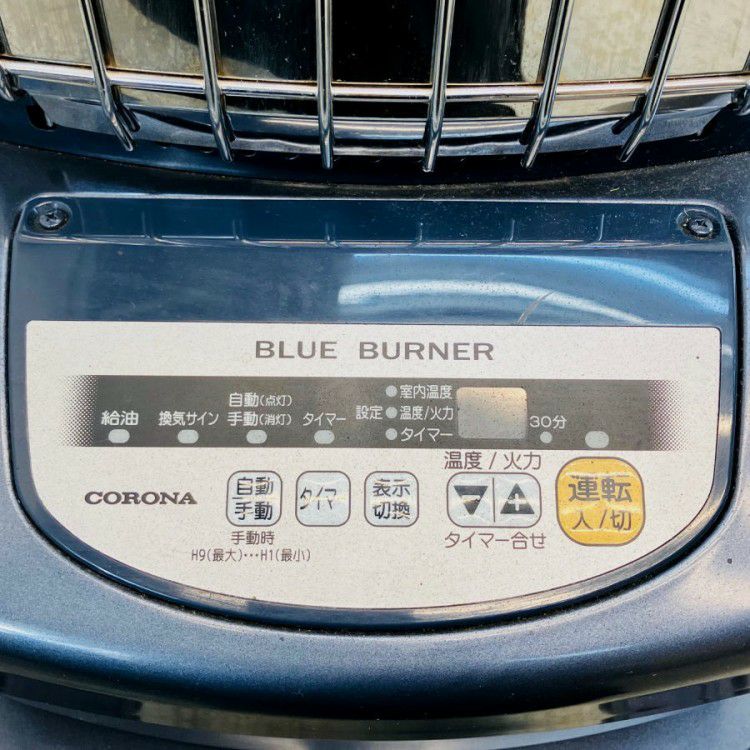 BLUE BURNER
給油
換気サイン
自動(点灯)
手動(消灯)
タイマー
設定
室内温度
温度/火力
タイマー
30分
CORONA
自動
手動
手動時
H9(最大)…H1(最小)
タイマー
表示
切換
温度/火力
▼ ▲
タイマー合せ
運転
入/切